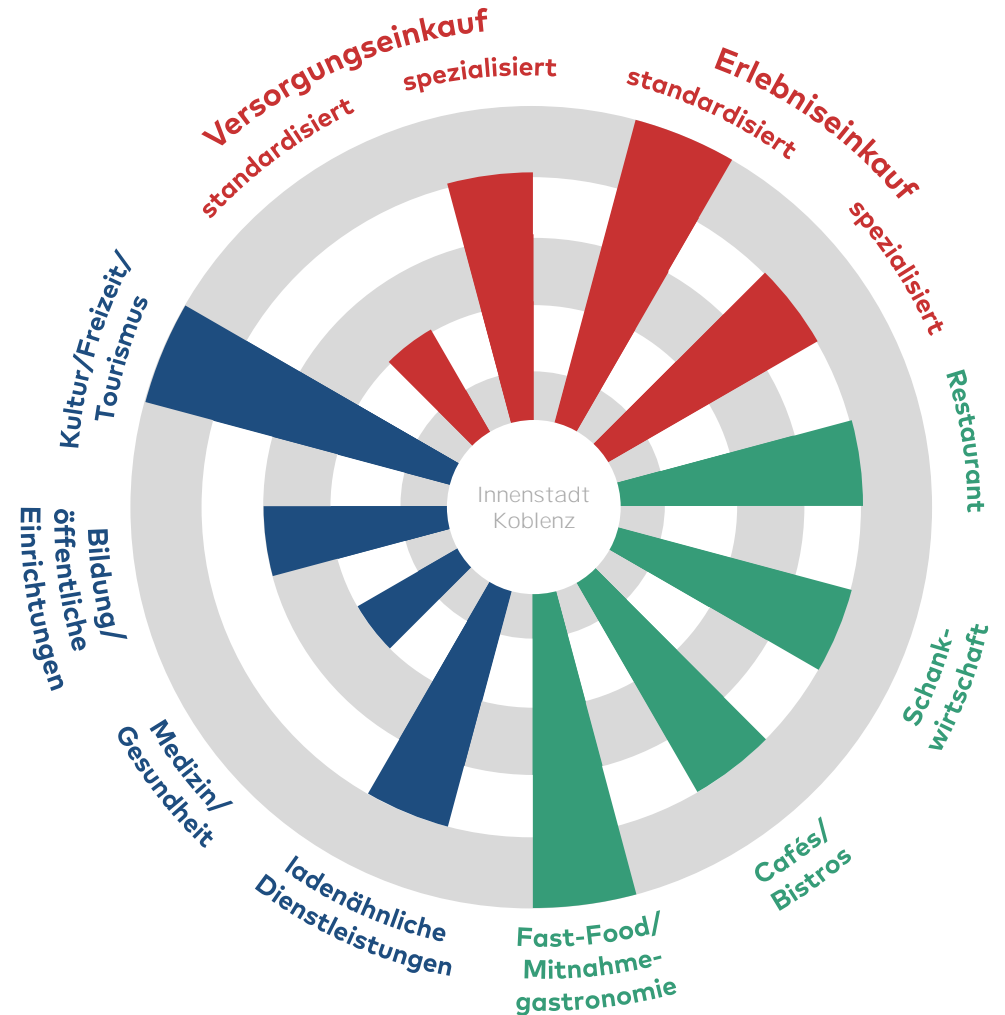 Versorgungseinkauf
standardisiert
spezialisiert
Erlebniseinkauf
standardisiert
spezialisiert
Restaurant
Schank-
wirtschaft
Cafés/
Bistros
Fast-Food/
Mitnahme-
gastronomie
ladenähnliche
Dienstleistungen
Medizin/
Gesundheit
Bildung/
öffentliche
Einrichtungen
Kultur/Freizeit/
Tourismus
Innenstadt
Koblenz